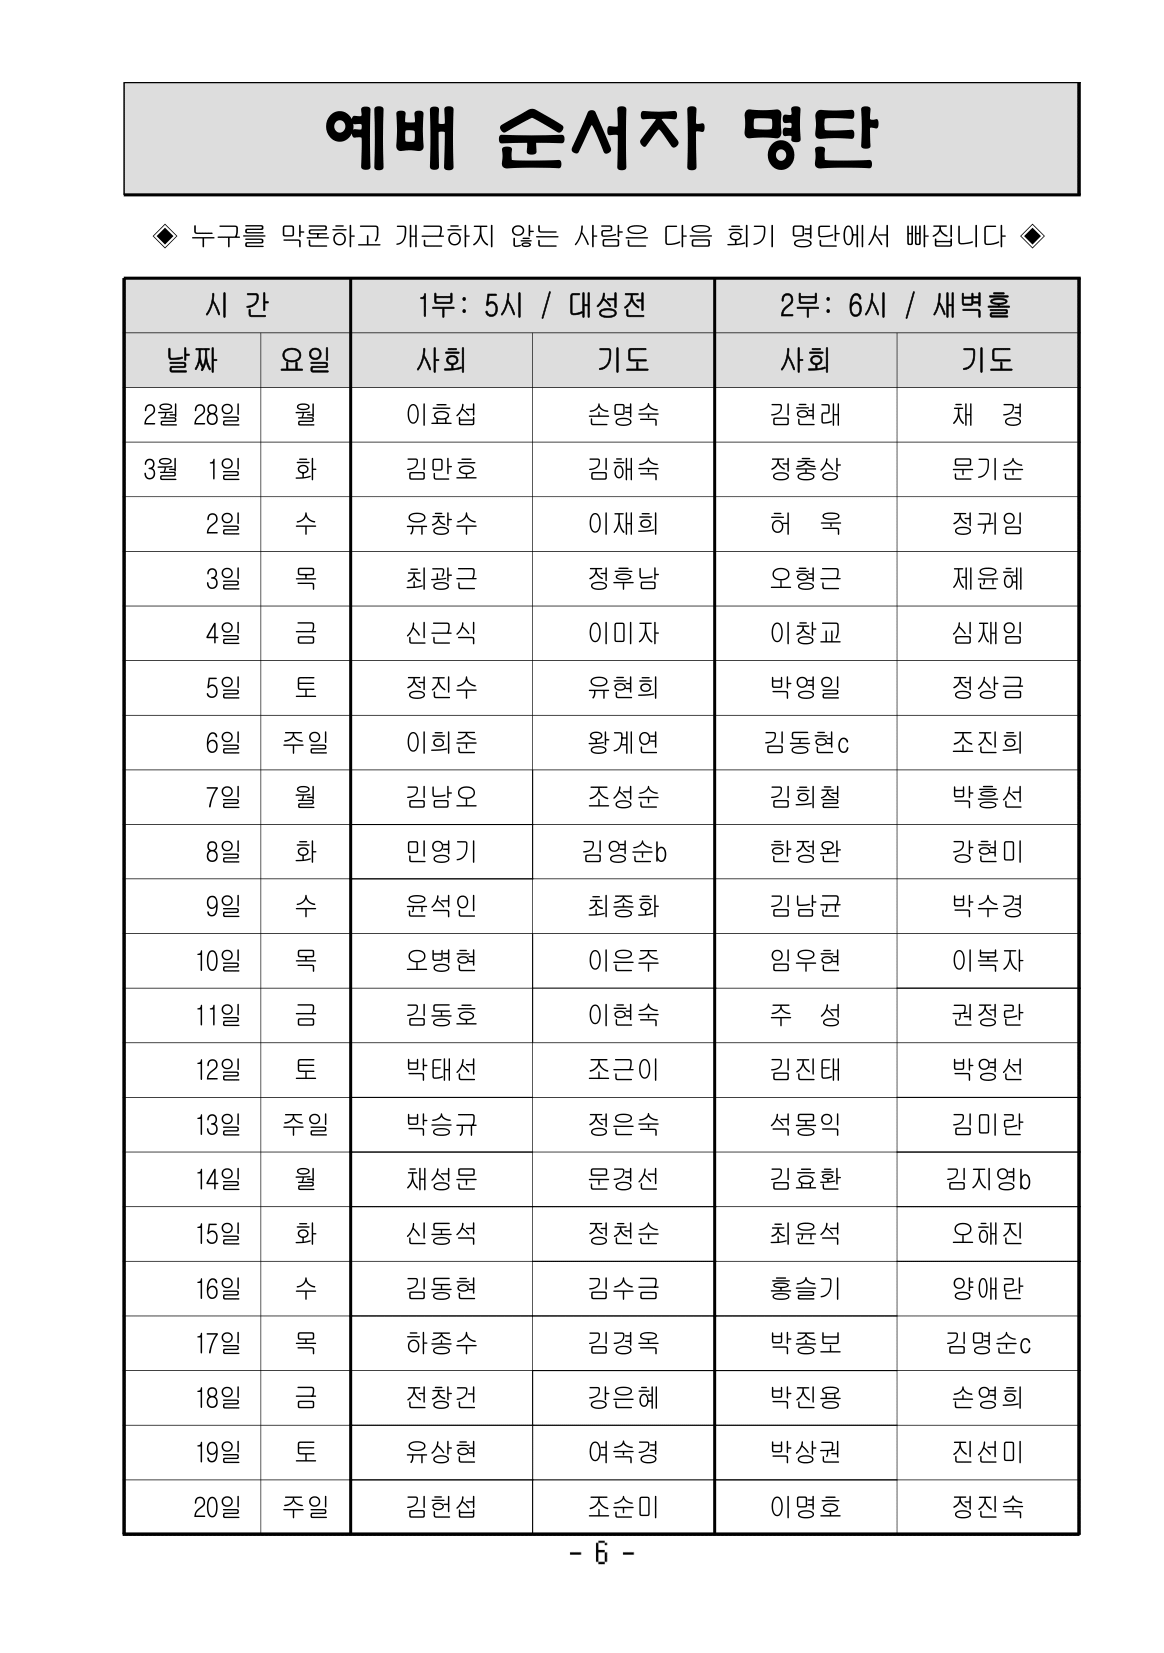 예배 순서자 명단
◈ 누구를 막론하고 개근하지 않는 사람은 다음 회기 명단에서 빠집니다 ◈
시 간 1부: 5시 / 대성전 2부: 6시 / 새벽홀
날짜 요일 사회 기도 사회 기도
2월 28일 월 이효섭 손명숙 김현래 채 경
3월 1일 화 김만호 김해숙 정충상 문기순
2일 수 유창수 이재희 허 욱 정귀임
3일 목 최광근 정후남 오형근 제윤혜
4일 금 신근식 이미자 이창교 심재임
5일 토 정진수 유현희 박영일 정상금
6일 주일 이희준 왕계연 김동현c 조진희
7일 월 김남오 조성순 김희철 박흥선
8일 화 민영기 김영순b 한정완 강현미
9일 수 윤석인 최종화 김남균 박수경
10일 목 오병현 이은주 임우현 이복자
11일 금 김동호 이현숙 주 성 권정란
12일 토 박태선 조근이 김진태 박영선
13일 주일 박승규 정은숙 석몽익 김미란
14일 월 채성문 문경선 김효환 김지영b
15일 화 신동석 정천순 최윤석 오해진
16일 수 김동현 김수금 홍슬기 양애란
17일 목 하종수 김경옥 박종보 김명순c
18일 금 전창건 강은혜 박진용 손영희
19일 토 유상현 여숙경 박상권 진선미
20일 주일 김헌섭 조순미 이명호 정진숙
- 6 -